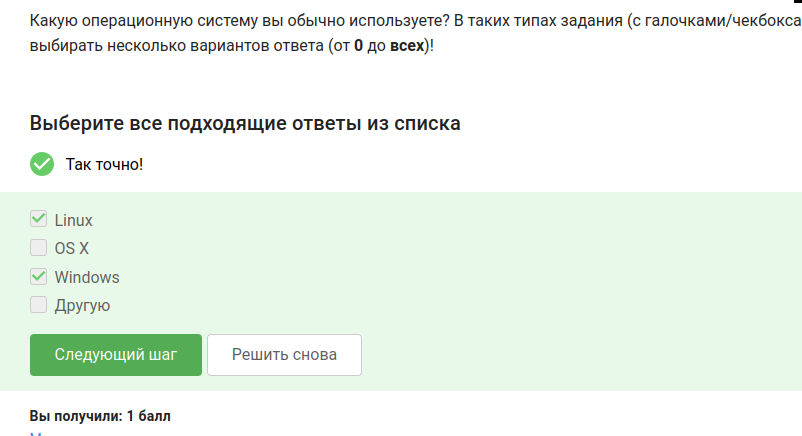 Какую операционную систему вы обычно используете? В таких типах задания (с галочками/чекбокса
выбирать несколько вариантов ответа (от 0 до всех)!
Выберите все подходящие ответы из списка
Так точно!
Linux
OS X
Windows
Другую
Следующий шаг
Решить снова
Вы получили: 1 балл